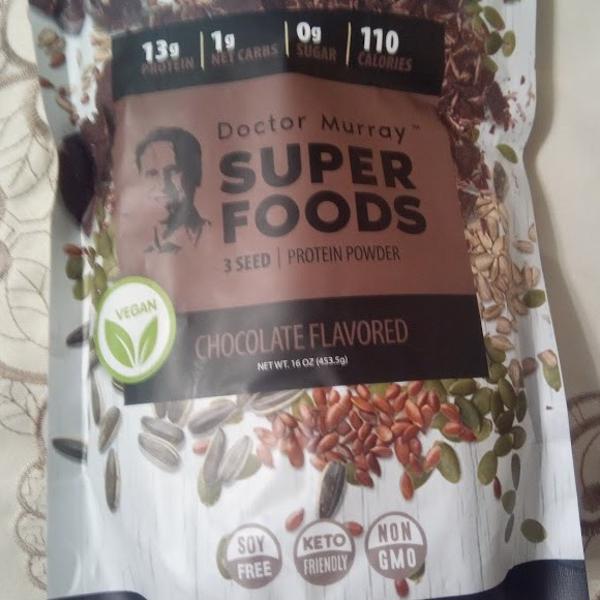 13g PROTEIN | 1g NET CARBS | 0g SUGAR | 110 CALORIES
Doctor Murray™
SUPER
FOODS
3 SEED | PROTEIN POWDER
VEGAN
CHOCOLATE FLAVORED
NET WT. 16 OZ (453.5g)
SOY
FREE
KETO
FRIENDLY
NON
GMO